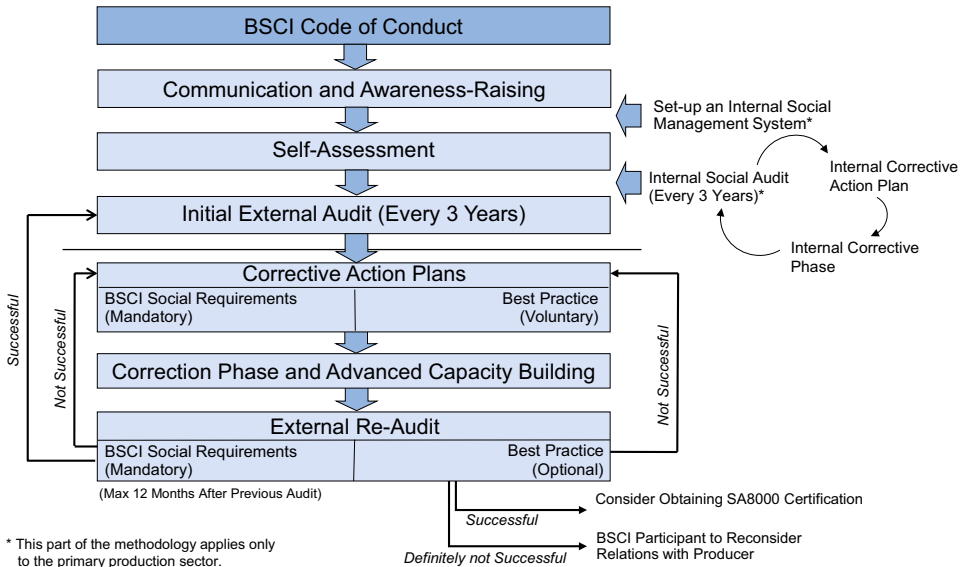 BSCI Code of Conduct
Communication and Awareness-Raising
Set-up an Internal Social
Management System*
Self-Assessment
Internal Social Audit
(Every 3 Years)*
Internal Corrective
Action Plan
Initial External Audit (Every 3 Years)
Internal Corrective
Phase
Corrective Action Plans
BSCI Social Requirements
(Mandatory)
Best Practice
(Voluntary)
Successful
Not Successful
Not Successful
Correction Phase and Advanced Capacity Building
External Re-Audit
BSCI Social Requirements
(Mandatory)
Best Practice
(Optional)
(Max 12 Months After Previous Audit)
Successful
Consider Obtaining SA8000 Certification
Definitely not Successful
BSCI Participant to Reconsider
Relations with Producer
* This part of the methodology applies only
to the primary production sector.